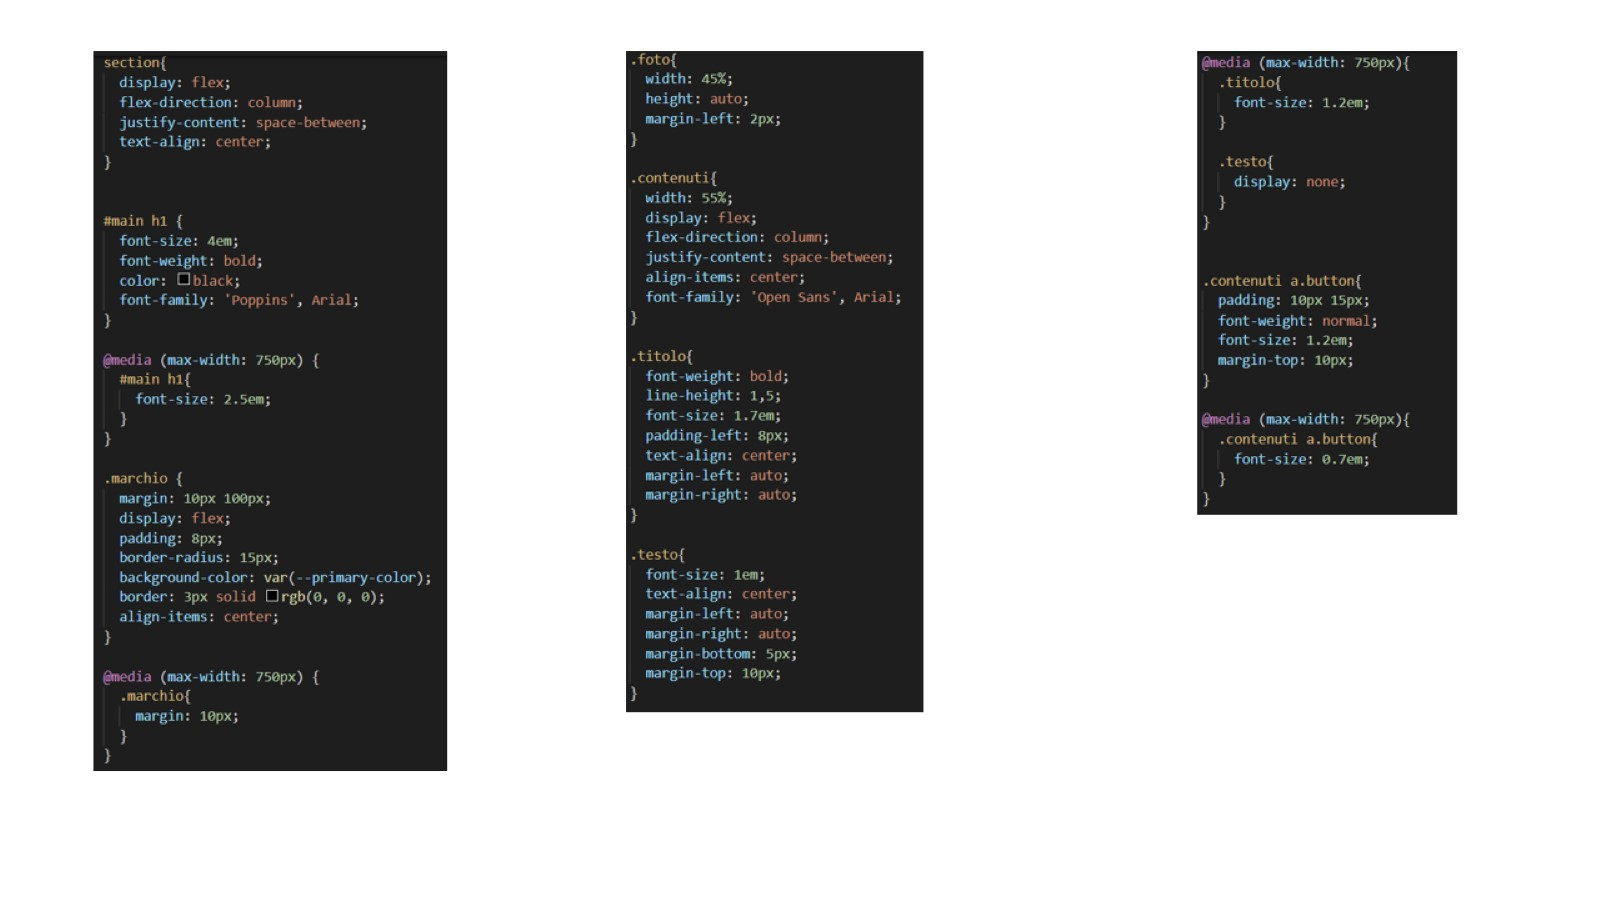 section{
display: flex;
flex-direction: column;
justify-content: space-between;
text-align: center;
}
#main h1 {
font-size: 4em;
font-weight: bold;
color: black;
font-family: 'Poppins', Arial;
}
@media (max-width: 750px) {
#main h1{
font-size: 2.5em;
}
}
.marchio {
margin: 10px 100px;
display: flex;
padding: 8px;
border-radius: 15px;
background-color: var(--primary-color);
border: 3px solid rgb(0, 0, 0);
align-items: center;
}
@media (max-width: 750px) {
.marchio{
margin: 10px;
}
}
.foto{
width: 45%;
height: auto;
margin-left: 2px;
}
.contenuti{
width: 55%;
display: flex;
flex-direction: column;
justify-content: space-between;
align-items: center;
font-family: 'Open Sans', Arial;
}
.titolo{
font-weight: bold;
line-height: 1,5;
font-size: 1.7em;
padding-left: 8px;
text-align: center;
margin-left: auto;
margin-right: auto;
}
.testo{
font-size: 1em;
text-align: center;
margin-left: auto;
margin-right: auto;
margin-bottom: 5px;
margin-top: 10px;
}
@media (max-width: 750px){
.titolo{
font-size: 1.2em;
}
.testo{
display: none;
}
}
.contenuti a.button{
padding: 10px 15px;
font-weight: normal;
font-size: 1.2em;
margin-top: 10px;
}
@media (max-width: 750px){
.contenuti a.button{
font-size: 0.7em;
}
}